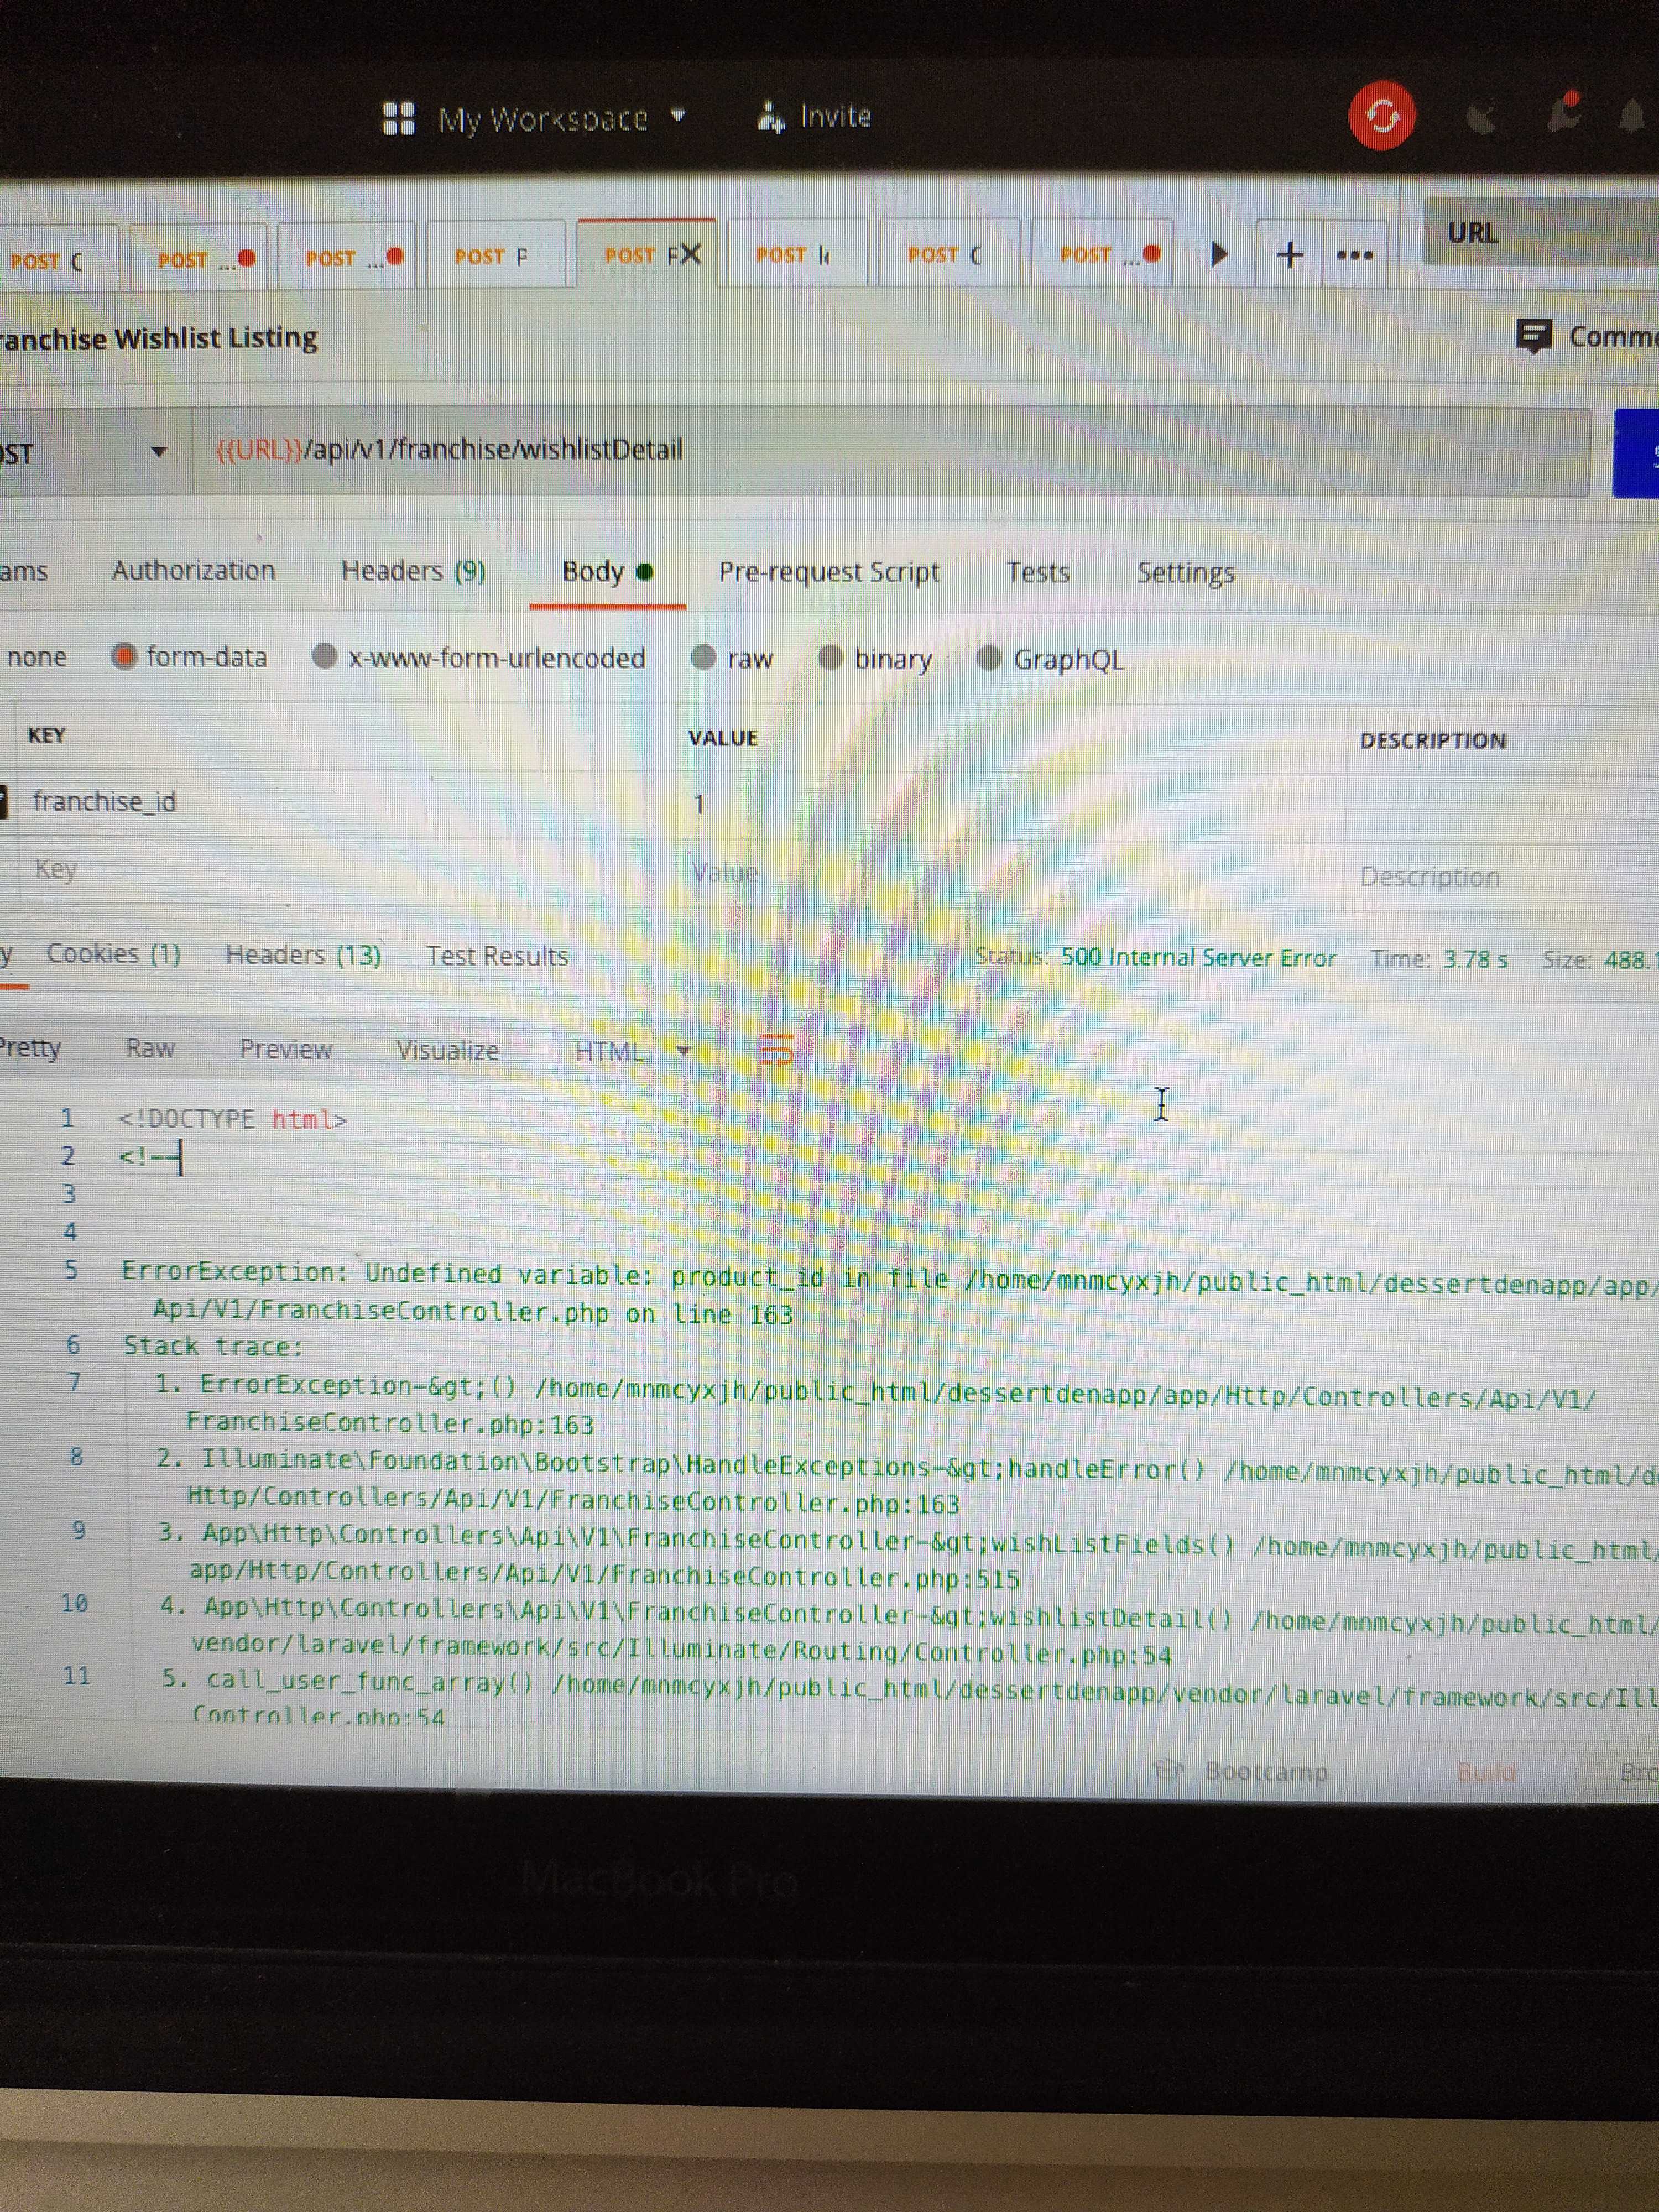 My Workspace Invite
POST C POST ... POST ... POST F POST F POST POST C POST ... + ... URL
anchise Wishlist Listing Comme
OST {{URL}}/api/v1/franchise/wishlistDetail
ams Authorization Headers (9) Body Pre-request Script Tests Settings
none form-data x-www-form-urlencoded raw binary GraphQL
KEY VALUE DESCRIPTION
franchise_id 1
Key Value Description
y Cookies (1) Headers (13) Test Results Status: 500 Internal Server Error Time: 3.78 s Size: 488.1
Pretty Raw Preview Visualize HTML
1 <!DOCTYPE html>
2 <!--
3
4
5 ErrorException: Undefined variable: product_id in file /home/mnmcyxjh/public_html/dessertdenapp/app/
Api/V1/FranchiseController.php on line 163
6 Stack trace:
7 1. ErrorException-&gt;() /home/mnmcyxjh/public_html/dessertdenapp/app/Http/Controllers/Api/V1/
FranchiseController.php:163
8 2. Illuminate\Foundation\Bootstrap\HandleExceptions-&gt;handleError() /home/mnmcyxjh/public_html/d
Http/Controllers/Api/V1/FranchiseController.php:163
9 3. App\Http\Controllers\Api\V1\FranchiseController-&gt;wishListFields() /home/mnmcyxjh/public_html/
app/Http/Controllers/Api/V1/FranchiseController.php:515
10 4. App\Http\Controllers\Api\V1\FranchiseController-&gt;wishlistDetail() /home/mnmcyxjh/public_html/
vendor/laravel/framework/src/Illuminate/Routing/Controller.php:54
11 5. call_user_func_array() /home/mnmcyxjh/public_html/dessertdenapp/vendor/laravel/framework/src/Ill
Controller.php:54
Bootcamp Build Bro
MacBook Pro